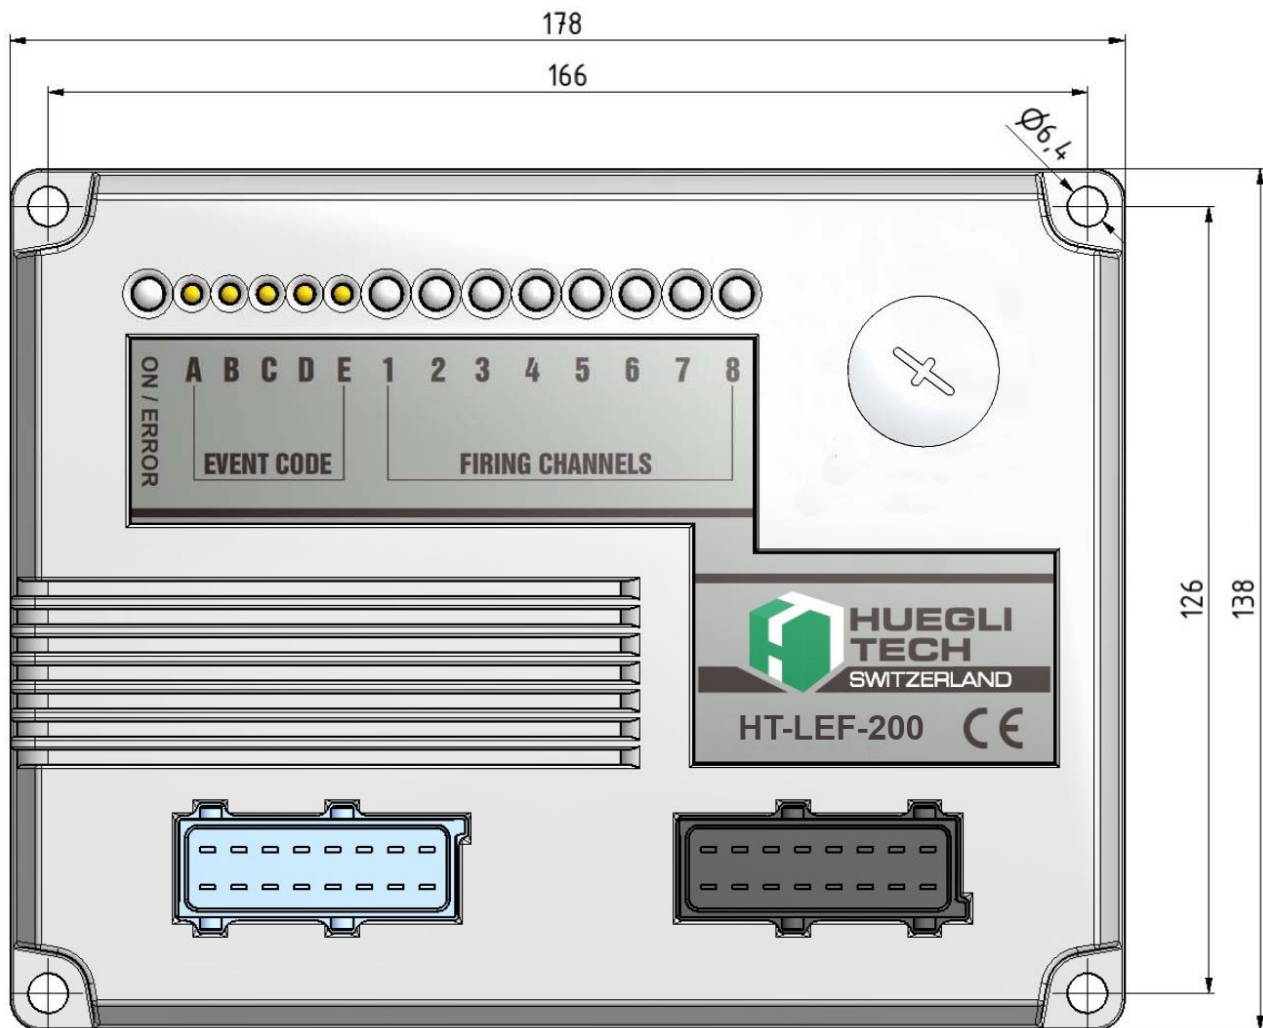 178
166
Ø6,4
ON / ERROR
A B C D E 1 2 3 4 5 6 7 8
EVENT CODE
FIRING CHANNELS
126
138
HUEGLI
TECH
SWITZERLAND
HT-LEF-200 CE